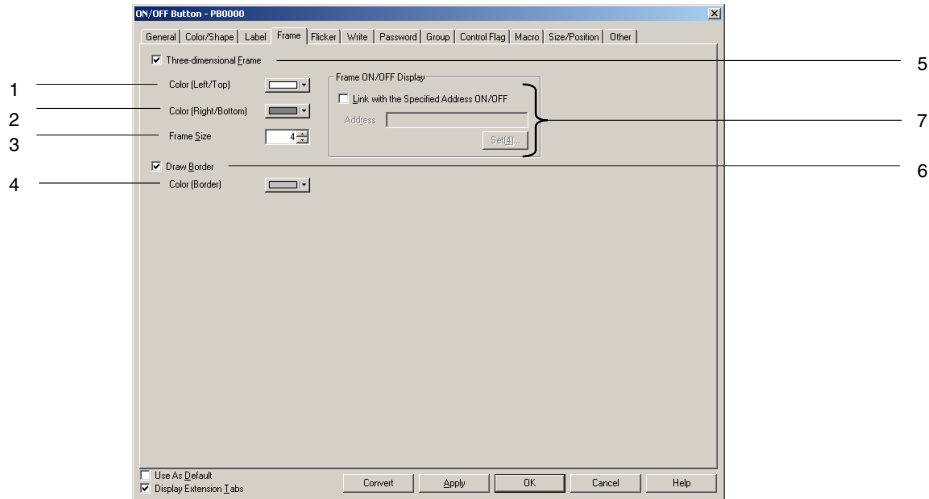 ON/OFF Button - PB0000
General Color/Shape Label Frame Flicker Write Password Group Control Flag Macro Size/Position Other
Three-dimensional Frame
5
1
Color (Left/Top)
2
Color (Right/Bottom)
3
Frame Size
4
Frame ON/OFF Display
Link with the Specified Address ON/OFF
Address
Set(4)...
7
Draw Border
6
4
Color (Border)
Use As Default
Display Extension Tabs
Convert
Apply
OK
Cancel
Help